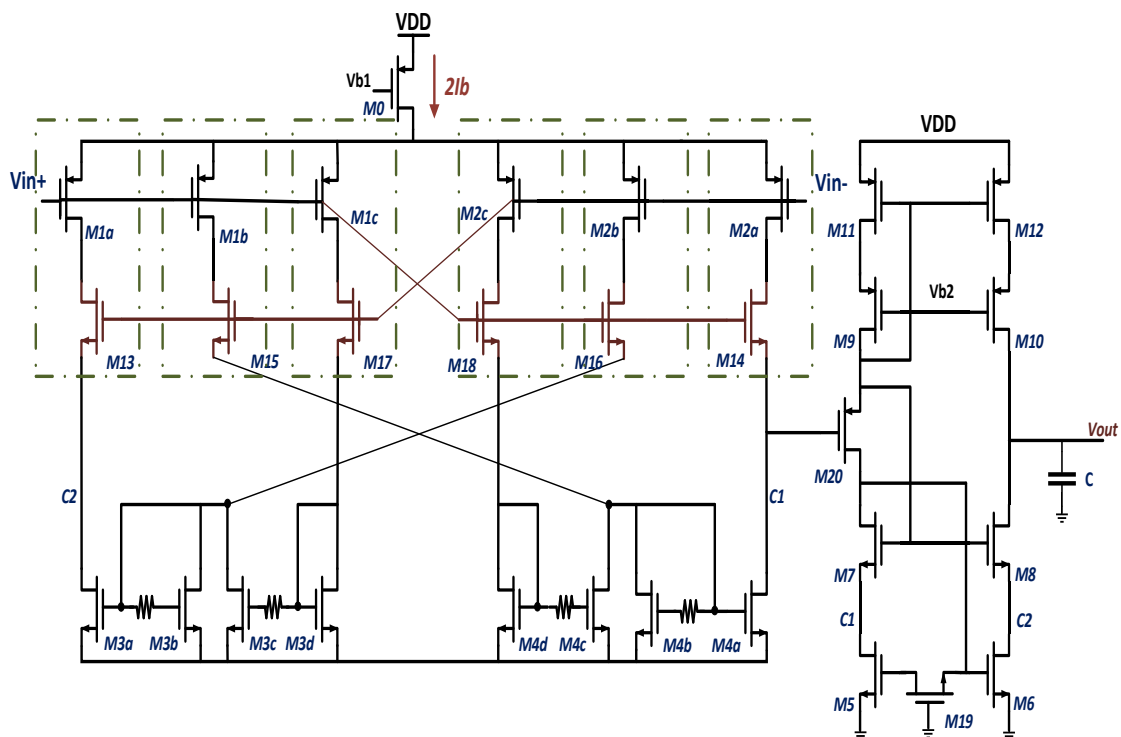 VDD
Vb1
2Ib
M0
VDD
Vin+
Vin-
M1a
M1b
M1c
M2c
M2b
M2a
M11
M12
Vb2
M13
M15
M17
M18
M16
M14
M9
M10
Vout
M20
C
C2
C1
M7
M8
C1
C2
M3a
M3b
M3c
M3d
M4d
M4c
M4b
M4a
M5
M19
M6